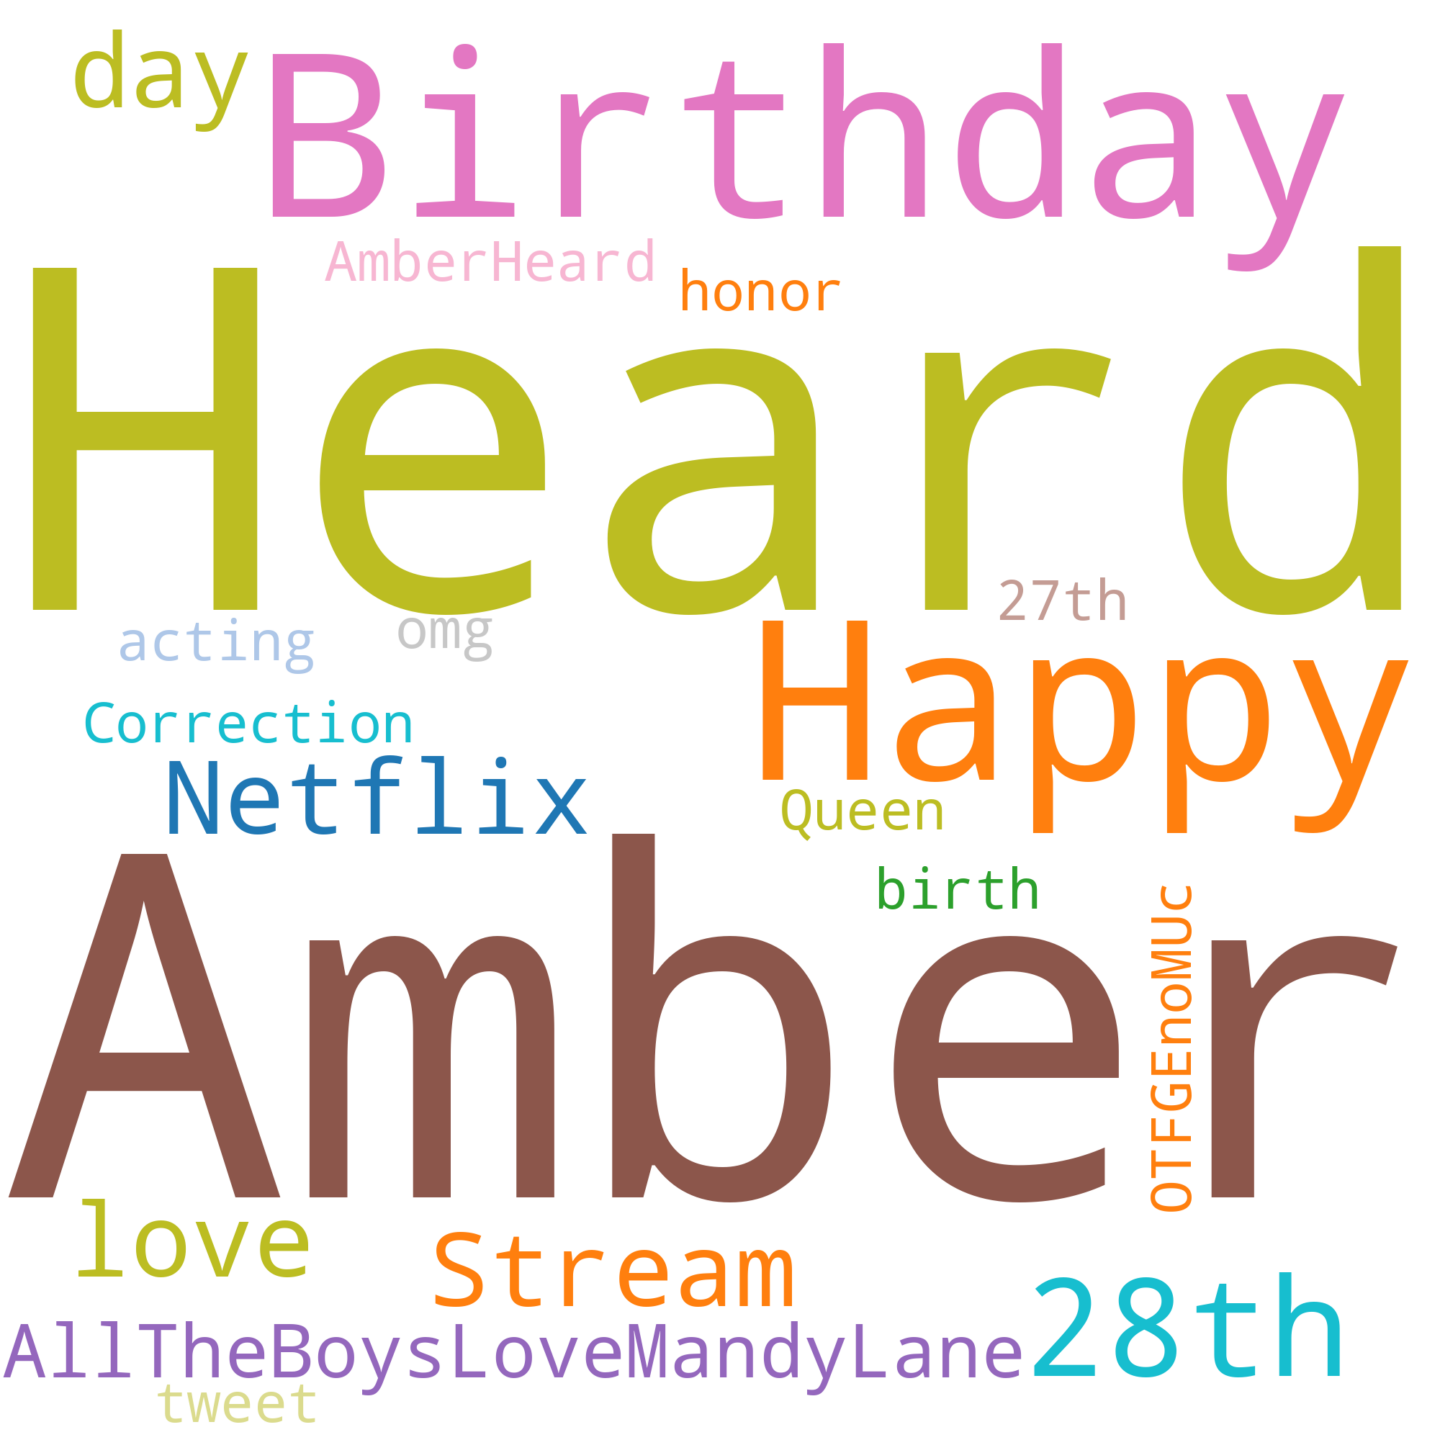 day
Birthday
AmberHeard
honor
Heard
27th
acting
omg
Happy
Correction
Netflix
Queen
birth
Amber
OTFGEnoMUc
love
Stream
28th
AllTheBoysLoveMandyLane
tweet